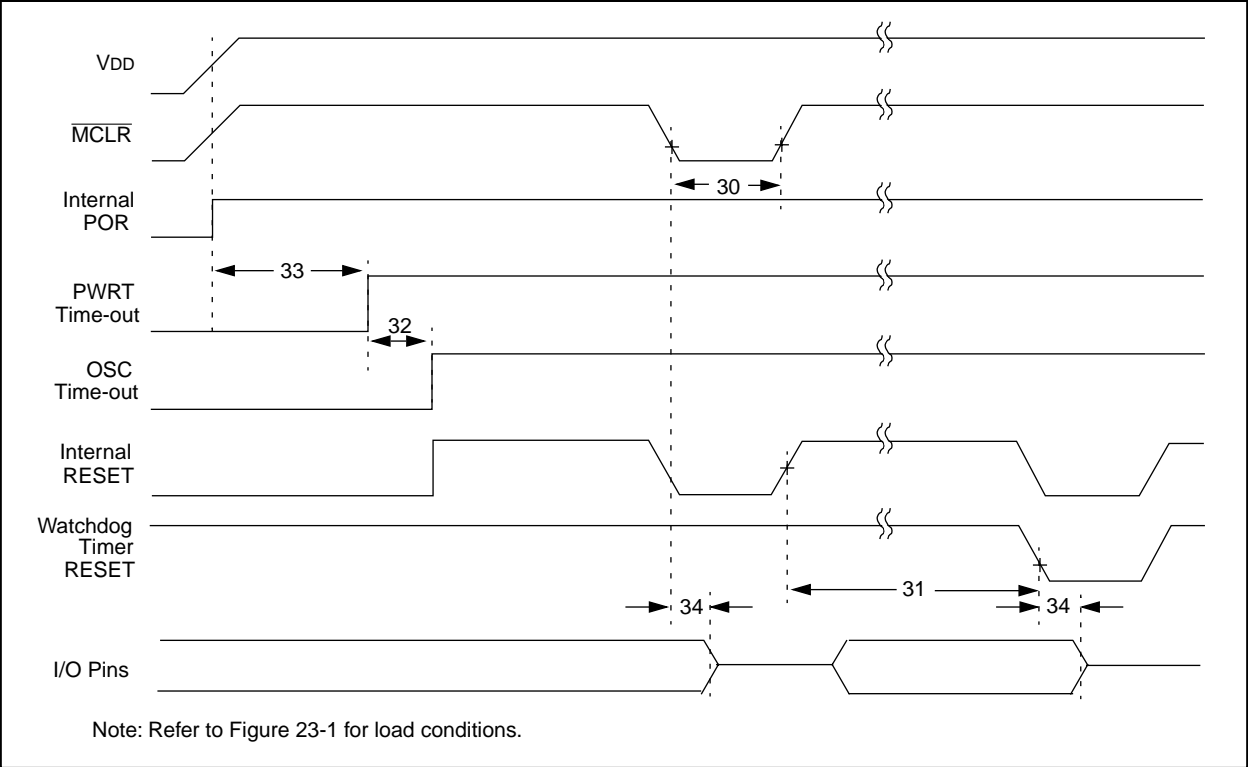 VDD
MCLR
30
Internal
POR
33
PWRT
Time-out
32
OSC
Time-out
Internal
RESET
Watchdog
Timer
RESET
31
34
34
I/O Pins
Note: Refer to Figure 23-1 for load conditions.